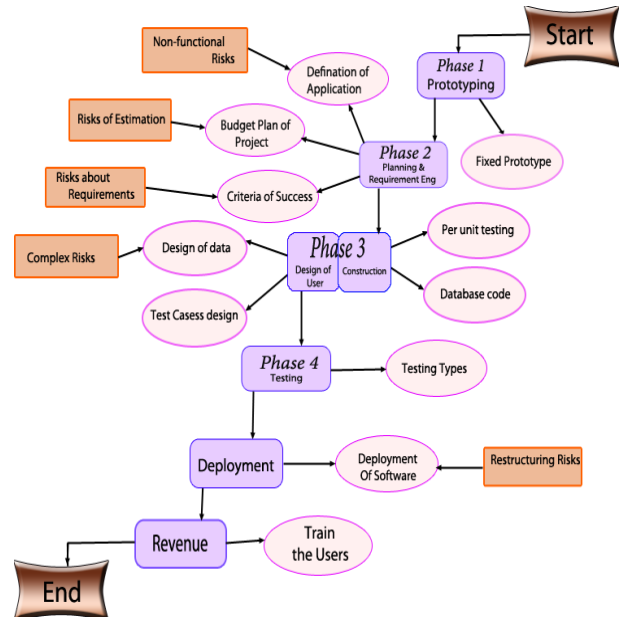 Start
Phase 1
Prototyping
Fixed Prototype
Non-functional
Risks
Defination of
Application
Risks of Estimation
Budget Plan of
Project
Phase 2
Planning &
Requirement Eng
Risks about
Requirements
Criteria of Success
Phase 3
Design of
User
Construction
Per unit testing
Database code
Complex Risks
Design of data
Test Casess design
Phase 4
Testing
Testing Types
Deployment
Deployment
Of Software
Restructuring Risks
Revenue
Train
the Users
End